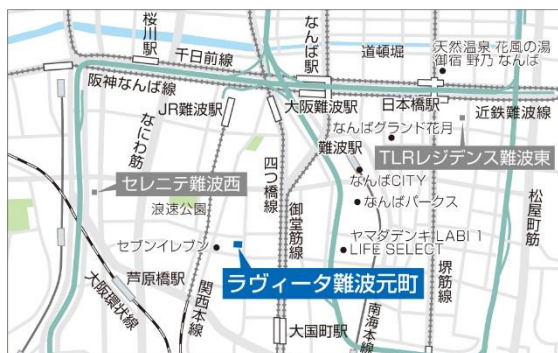 桜川駅
千日前線
なんば駅
道頓堀
天然温泉 花風の湯
御宿 野乃 なんば
阪神なんば線
大阪難波駅
日本橋駅
近鉄難波線
JR難波駅
なんばグランド花月
難波駅
TLRレジデンス難波東
なにわ筋
セレニテ難波西
四つ橋線
なんばCITY
浪速公園
御堂筋線
なんばパークス
松屋町筋
セブンイレブン
ヤマダデンキ LABI 1
LIFE SELECT
ラヴィータ難波元町
芦原橋駅
大阪環状線
関西本線
大国町駅
南海本線
堺筋線